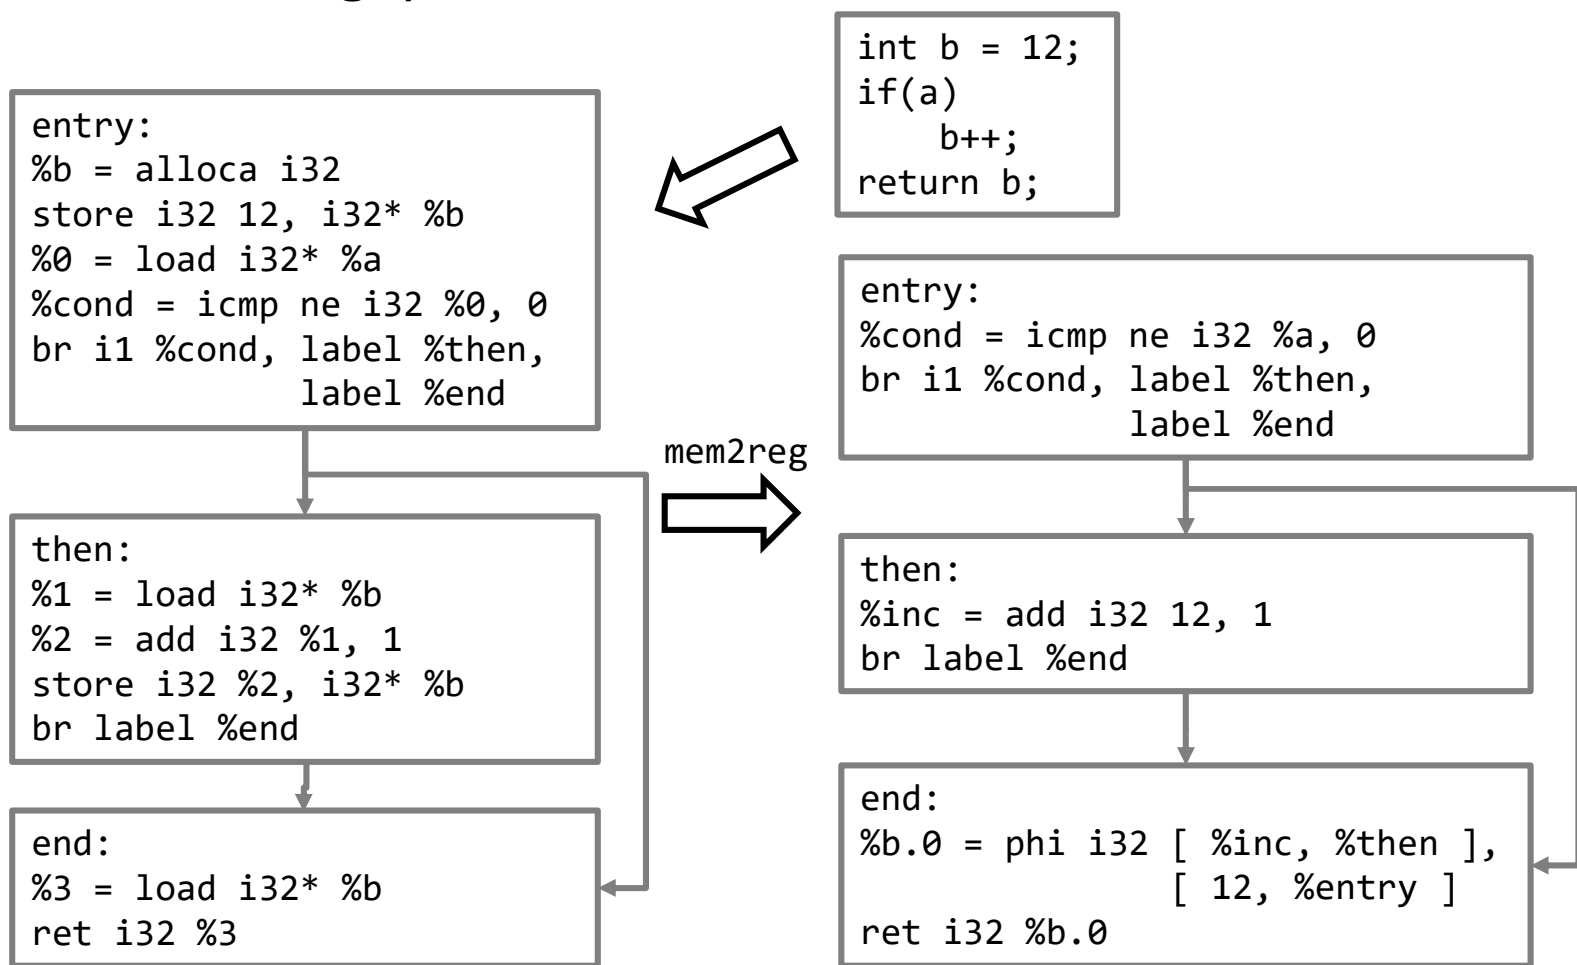 int b = 12;
if(a)
b++;
return b;
entry:
%b = alloca i32
store i32 12, i32* %b
%0 = load i32* %a
%cond = icmp ne i32 %0, 0
br i1 %cond, label %then,
label %end
then:
%1 = load i32* %b
%2 = add i32 %1, 1
store i32 %2, i32* %b
br label %end
end:
%3 = load i32* %b
ret i32 %3
mem2reg
entry:
%cond = icmp ne i32 %a, 0
br i1 %cond, label %then,
label %end
then:
%inc = add i32 12, 1
br label %end
end:
%b.0 = phi i32 [ %inc, %then ],
[ 12, %entry ]
ret i32 %b.0